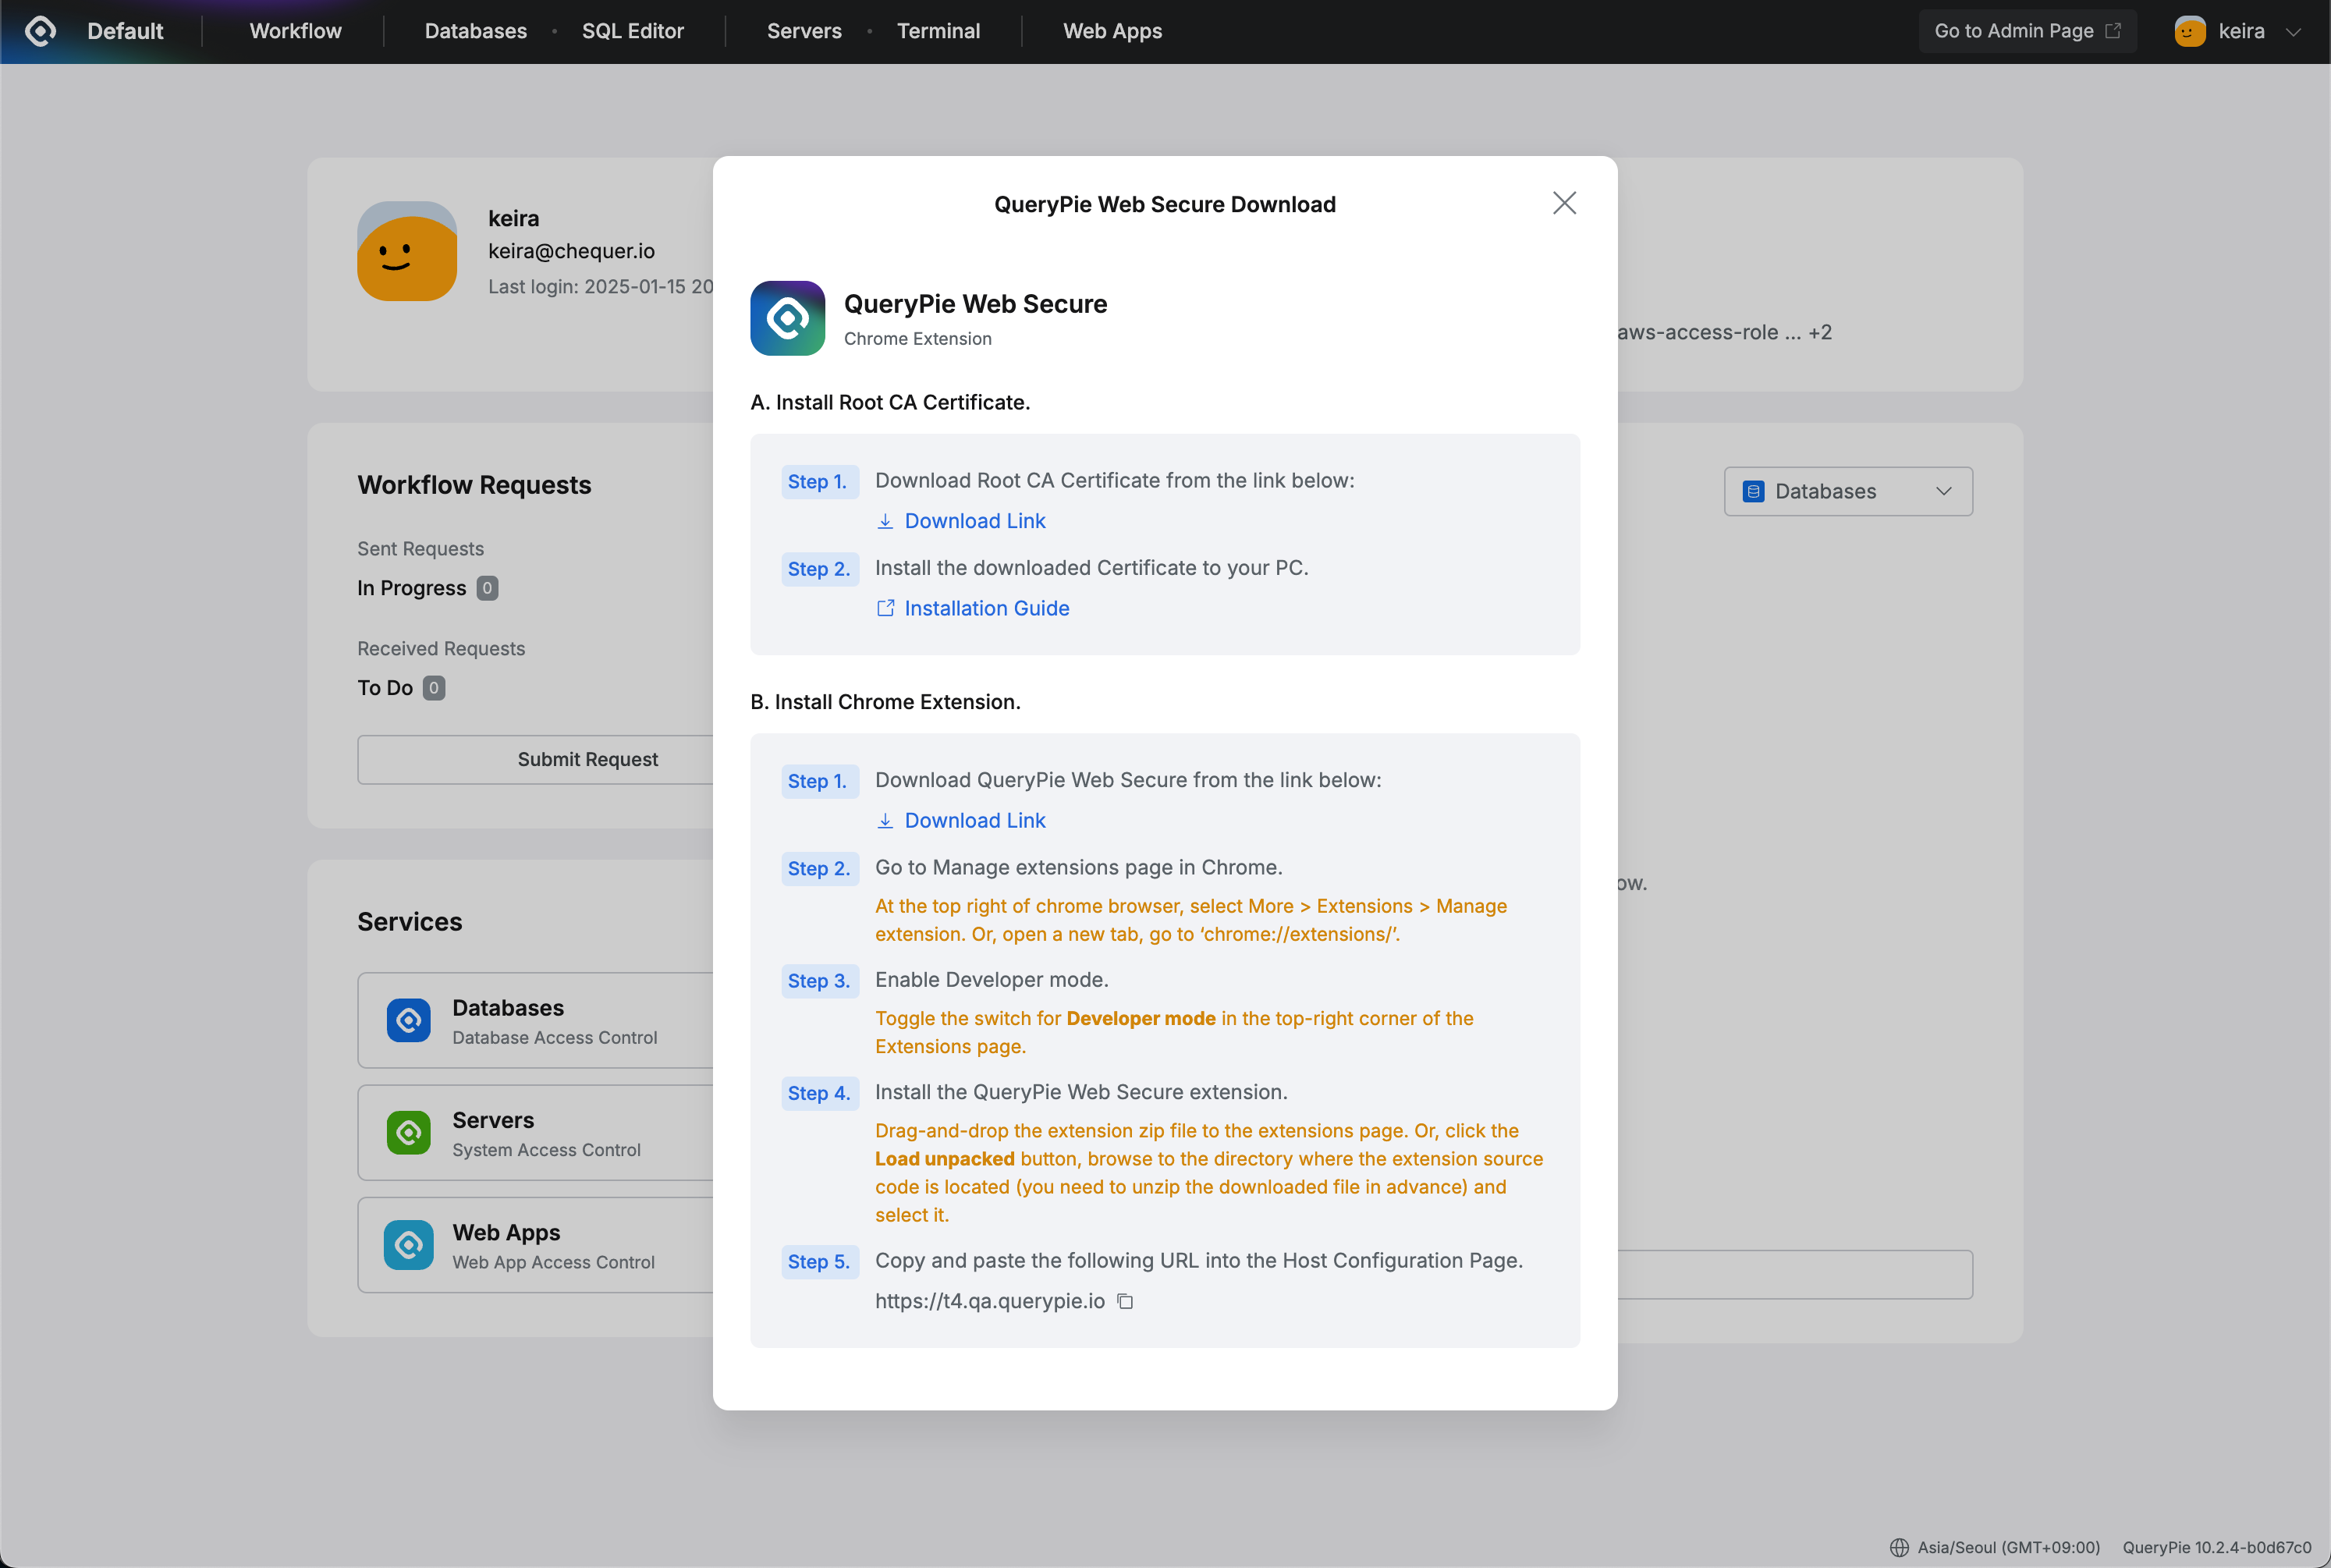 Default
Workflow
Databases
SQL Editor
Servers
Terminal
Web Apps
Go to Admin Page
keira
keira
keira@chequer.io
Last login: 2025-01-15 20
aws-access-role ... +2
Workflow Requests
Sent Requests
In Progress 0
Received Requests
To Do 0
Submit Request
Services
Databases
Database Access Control
Servers
System Access Control
Web Apps
Web App Access Control
Databases
ow.
QueryPie Web Secure Download
QueryPie Web Secure
Chrome Extension
A. Install Root CA Certificate.
Step 1. Download Root CA Certificate from the link below:
Download Link
Step 2. Install the downloaded Certificate to your PC.
Installation Guide
B. Install Chrome Extension.
Step 1. Download QueryPie Web Secure from the link below:
Download Link
Step 2. Go to Manage extensions page in Chrome.
At the top right of chrome browser, select More > Extensions > Manage
extension. Or, open a new tab, go to ‘chrome://extensions/’.
Step 3. Enable Developer mode.
Toggle the switch for Developer mode in the top-right corner of the
Extensions page.
Step 4. Install the QueryPie Web Secure extension.
Drag-and-drop the extension zip file to the extensions page. Or, click the
Load unpacked button, browse to the directory where the extension source
code is located (you need to unzip the downloaded file in advance) and
select it.
Step 5. Copy and paste the following URL into the Host Configuration Page.
https://t4.qa.querypie.io
Asia/Seoul (GMT+09:00)
QueryPie 10.2.4-b0d67c0